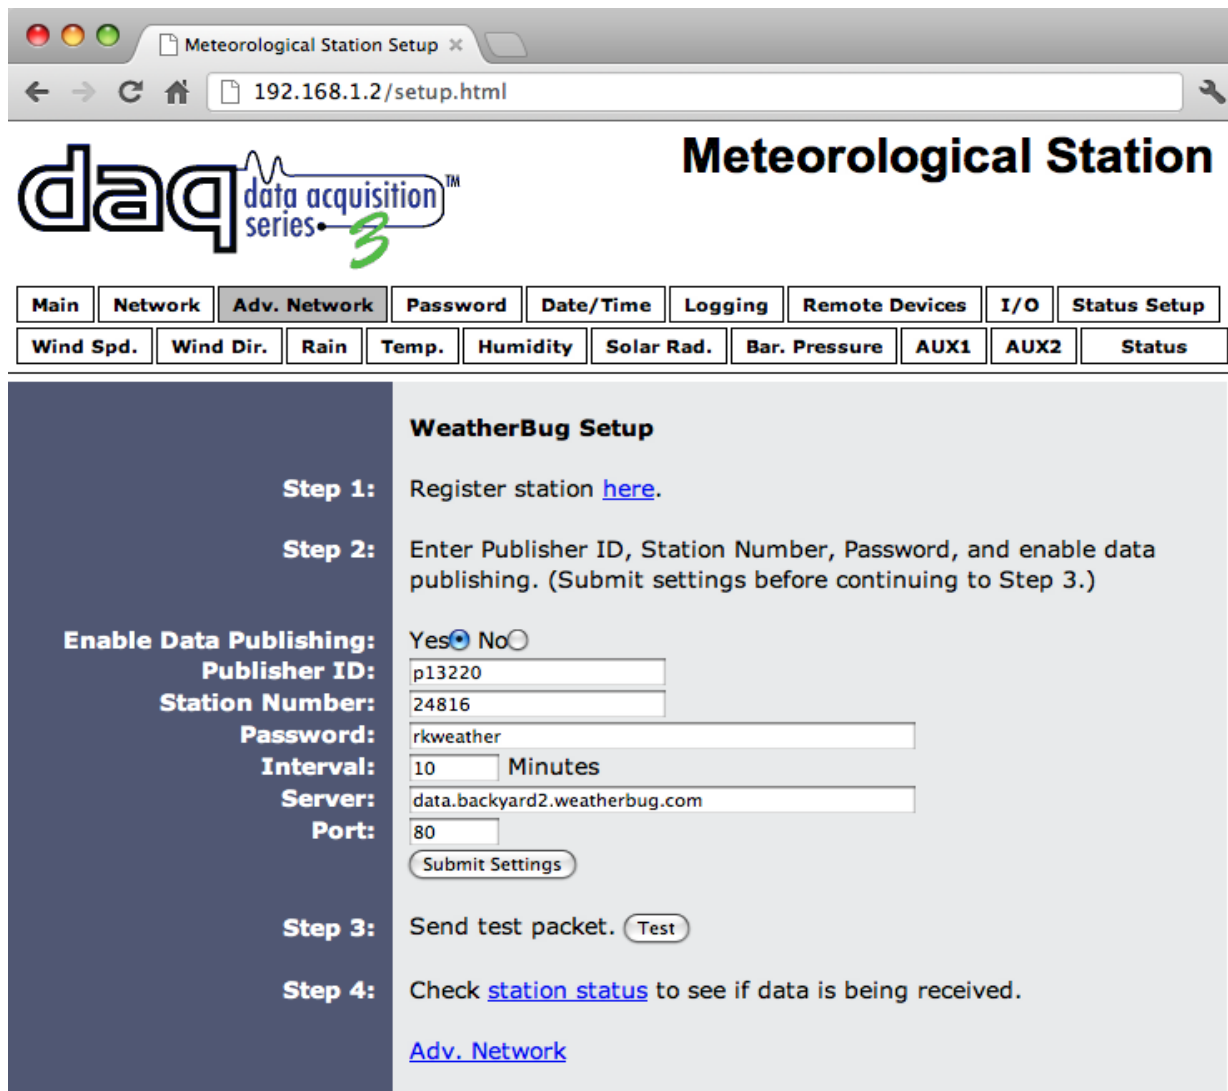 Meteorological Station Setup
192.168.1.2/setup.html
daq data acquisition series 3 TM
Meteorological Station
Main Network Adv. Network Password Date/Time Logging Remote Devices I/O Status Setup
Wind Spd. Wind Dir. Rain Temp. Humidity Solar Rad. Bar. Pressure AUX1 AUX2 Status
WeatherBug Setup
Step 1: Register station here.
Step 2: Enter Publisher ID, Station Number, Password, and enable data
publishing. (Submit settings before continuing to Step 3.)
Enable Data Publishing: Yes No
Publisher ID: p13220
Station Number: 24816
Password: rkweather
Interval: 10 Minutes
Server: data.backyard2.weatherbug.com
Port: 80
Submit Settings
Step 3: Send test packet. Test
Step 4: Check station status to see if data is being received.
Adv. Network